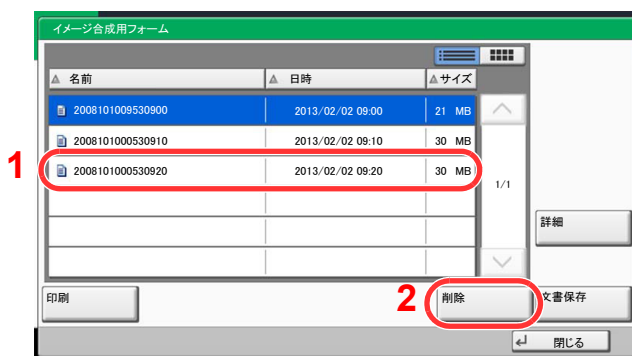 イメージ合成用フォーム
名前 日時 サイズ
2008101009530900 2013/02/02 09:00 21 MB
2008101000530910 2013/02/02 09:10 30 MB
1 2008101000530920 2013/02/02 09:20 30 MB
1/1
詳細
印刷 2 削除 文書保存
閉じる